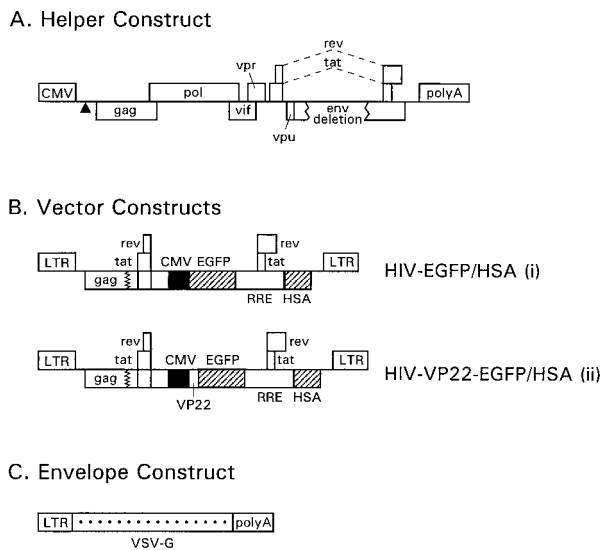 A. Helper Construct
rev
vpr
tat
CMV
pol
polyA
gag
vif
env
deletion
vpu
B. Vector Constructs
rev
rev
LTR
tat
CMV
EGFP
tat
LTR
gag
RRE
HSA
HIV-EGFP/HSA (i)
rev
rev
LTR
tat
CMV
EGFP
tat
LTR
gag
VP22
RRE
HSA
HIV-VP22-EGFP/HSA (ii)
C. Envelope Construct
LTR
polyA
VSV-G